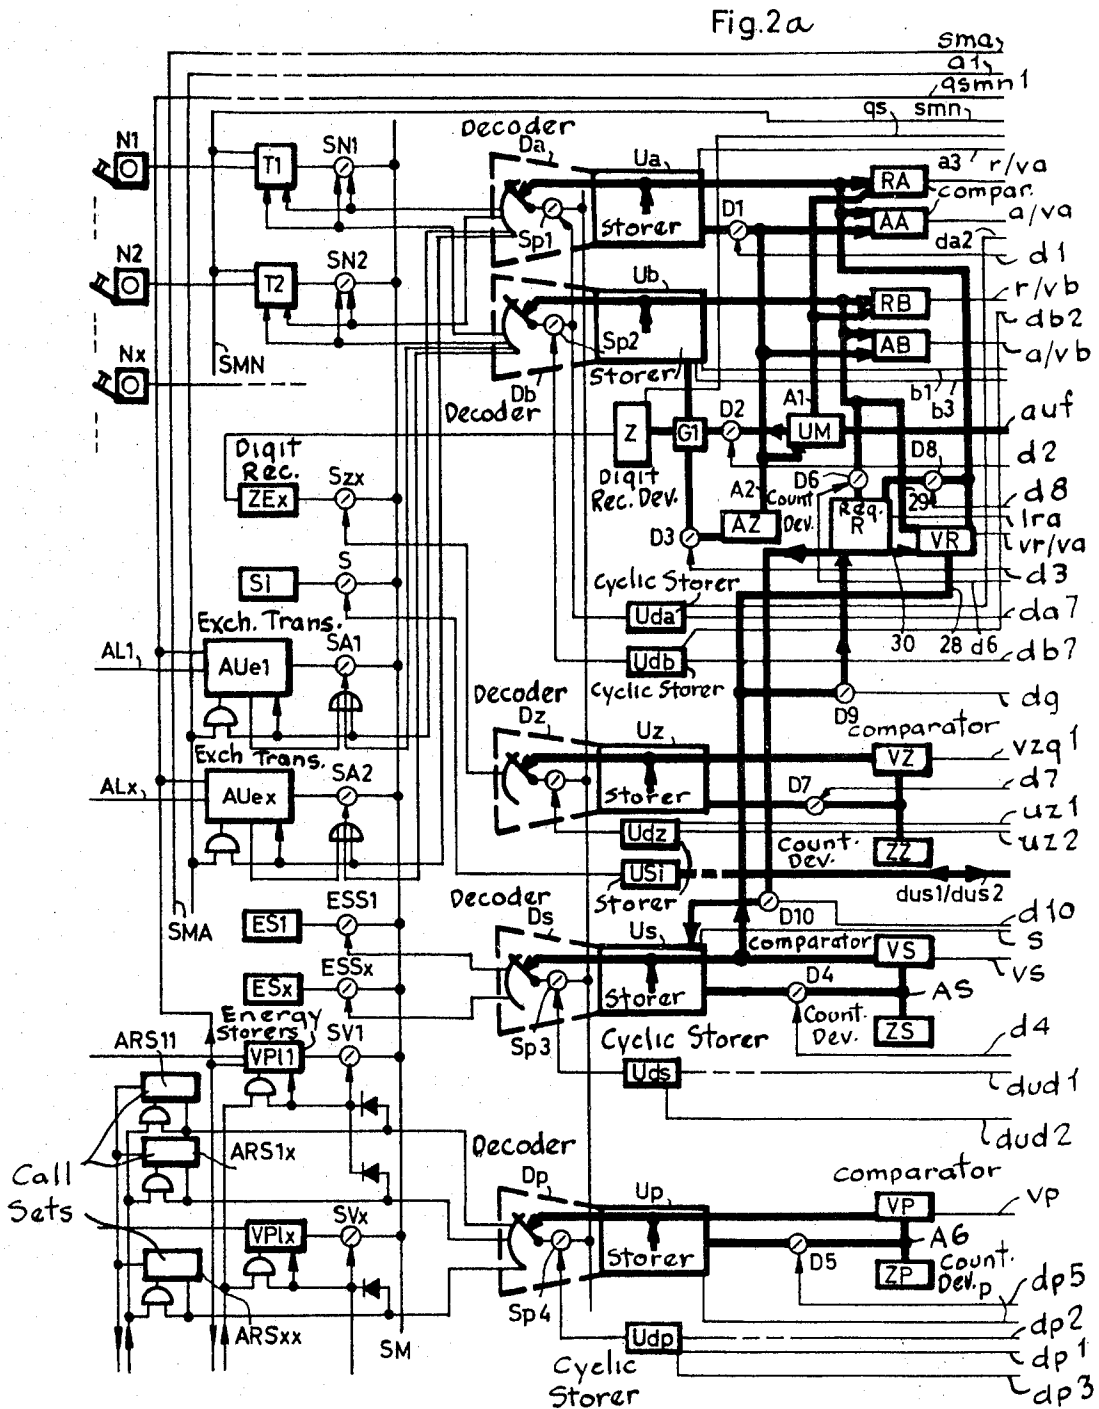 Fig. 2a
sma
a1
qsmn1
qs smn
Decoder
N1 T1 SN1 Da Ua a3 r/va
RA
compar.
D1 AA a/va
Sp1 Storer da2
d1
N2 T2 SN2 Ub r/vb
RB
db2
Sp2 AB a/vb
SMN Storer
Nx Db b1 b3
Decoder A1
Z G1 D2 UM auf
Digit Rec. D8 d2
Szx Digit Rec. Dev. A2 Count Dev. D6
ZEx Req. R 29 d8
AZ lra
D3 VR vr/va
Si S Cyclic Storer d3
Exch. Trans. Uda da7
AL1 AUe1 SA1 Udb 30 28 d6 db7
Cyclic Storer
Decoder dg
Dz D9
Exch Trans. Uz comparator
VZ vzq1
ALx AUex SA2 D7 d7
Storer uz1
Udz Count. Dev. ZZ uz2
USi
Storer dus1/dus2
Decoder
ESS1 Ds D10 d10
SMA ES1 Us s
comparator VS vs
ESSx D4
ESx Storer AS
Energy Storers Count. Dev. ZS
ARS11 SV1 Sp3 Cyclic Storer d4
VPl1 Uds dud1
dud2
ARS1x Decoder
Call Sets Dp Up comparator
VP vp
VPlx SVx A6
Storer D5 Count. Dev.p
ZP
Sp4 dp5
ARSxx SM Udp dp2
dp1
Cyclic Storer dp3